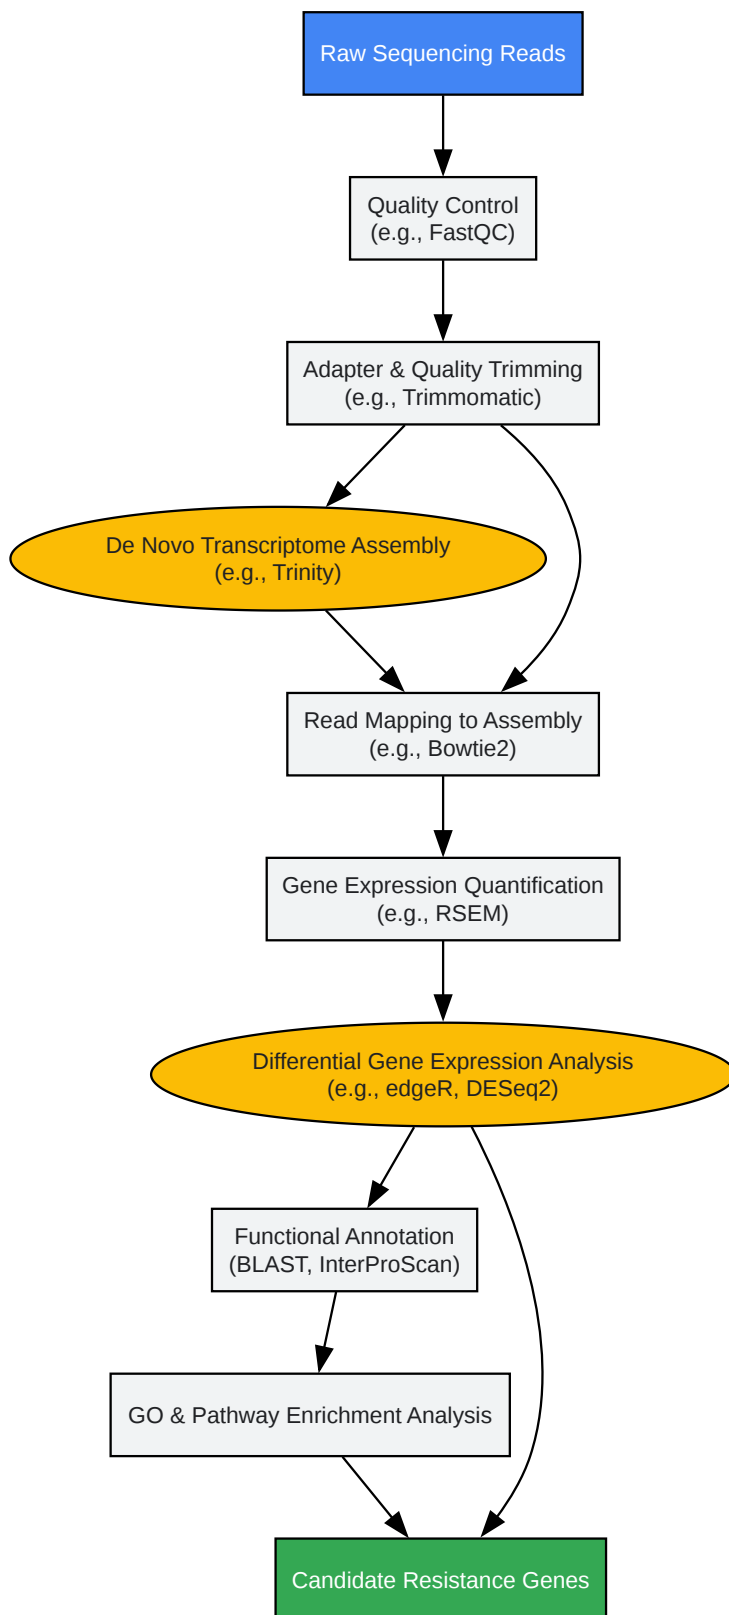 Raw Sequencing Reads
Quality Control
(e.g., FastQC)
Adapter & Quality Trimming
(e.g., Trimmomatic)
De Novo Transcriptome Assembly
(e.g., Trinity)
Read Mapping to Assembly
(e.g., Bowtie2)
Gene Expression Quantification
(e.g., RSEM)
Differential Gene Expression Analysis
(e.g., edgeR, DESeq2)
Functional Annotation
(BLAST, InterProScan)
GO & Pathway Enrichment Analysis
Candidate Resistance Genes